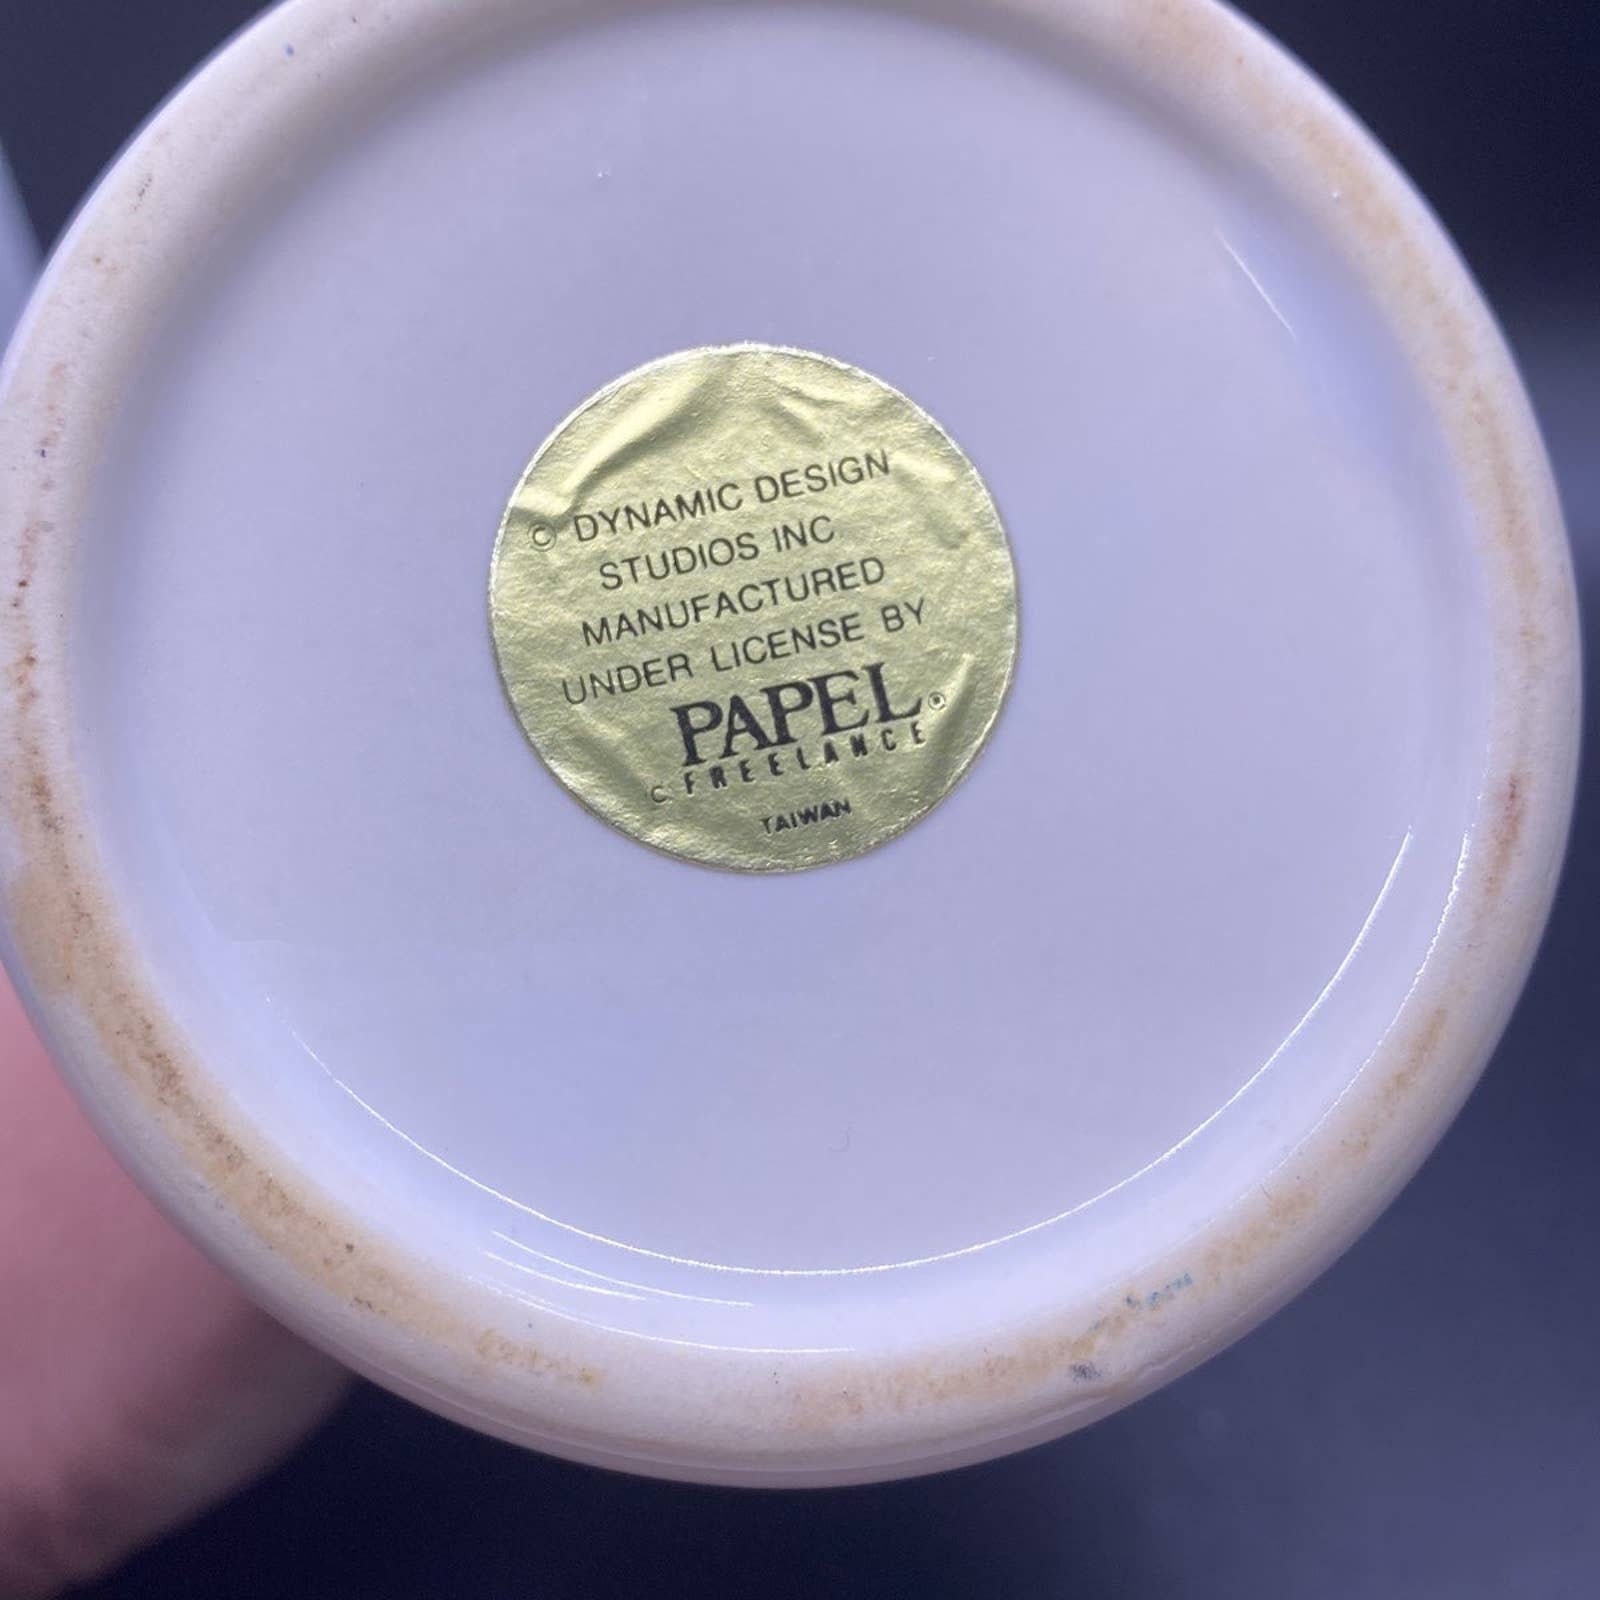 © DYNAMIC DESIGN
STUDIOS INC
MANUFACTURED
UNDER LICENSE BY
PAPEL®
C FREELANCE
TAIWAN